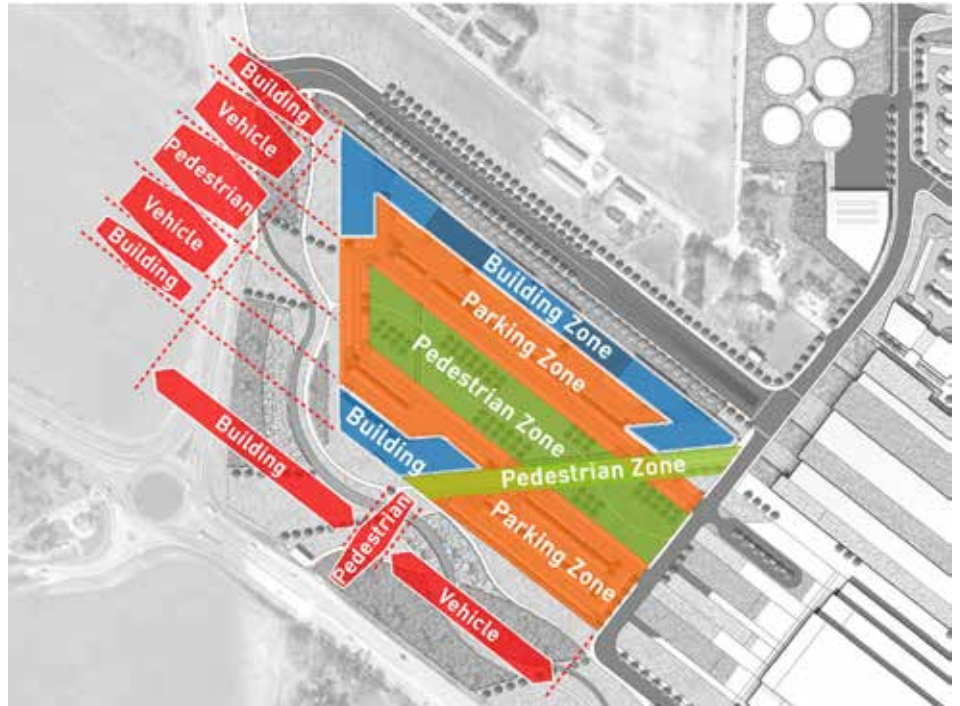 Building
Vehicle
Pedestrian
Vehicle
Building
Building Zone
Parking Zone
Pedestrian Zone
Building
Pedestrian Zone
Parking Zone
Building
Pedestrian
Vehicle